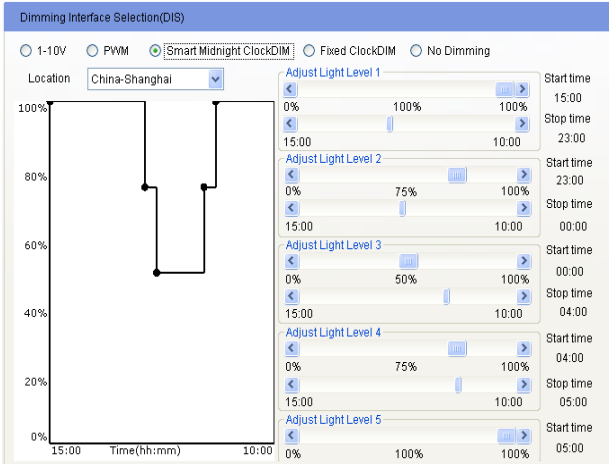 Dimming Interface Selection(DIS)
1-10V PWM Smart Midnight ClockDIM Fixed ClockDIM No Dimming
Location China-Shanghai
100%
80%
60%
40%
20%
0%
15:00 Time(hh:mm) 10:00
Adjust Light Level 1
0% 100% 100%
15:00 10:00
Start time
15:00
Stop time
23:00
Adjust Light Level 2
0% 75% 100%
15:00 10:00
Start time
23:00
Stop time
00:00
Adjust Light Level 3
0% 50% 100%
15:00 10:00
Start time
00:00
Stop time
04:00
Adjust Light Level 4
0% 75% 100%
15:00 10:00
Start time
04:00
Stop time
05:00
Adjust Light Level 5
0% 100% 100%
Start time
05:00